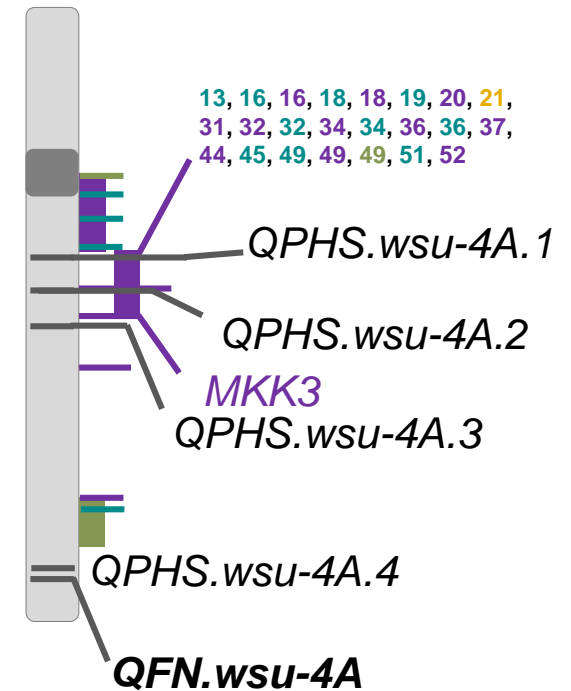 13, 16, 16, 18, 18, 19, 20, 21,
31, 32, 32, 34, 34, 36, 36, 37,
44, 45, 49, 49, 49, 51, 52
QPHS.wsu-4A.1
QPHS.wsu-4A.2
MKK3
QPHS.wsu-4A.3
QPHS.wsu-4A.4
QFN.wsu-4A